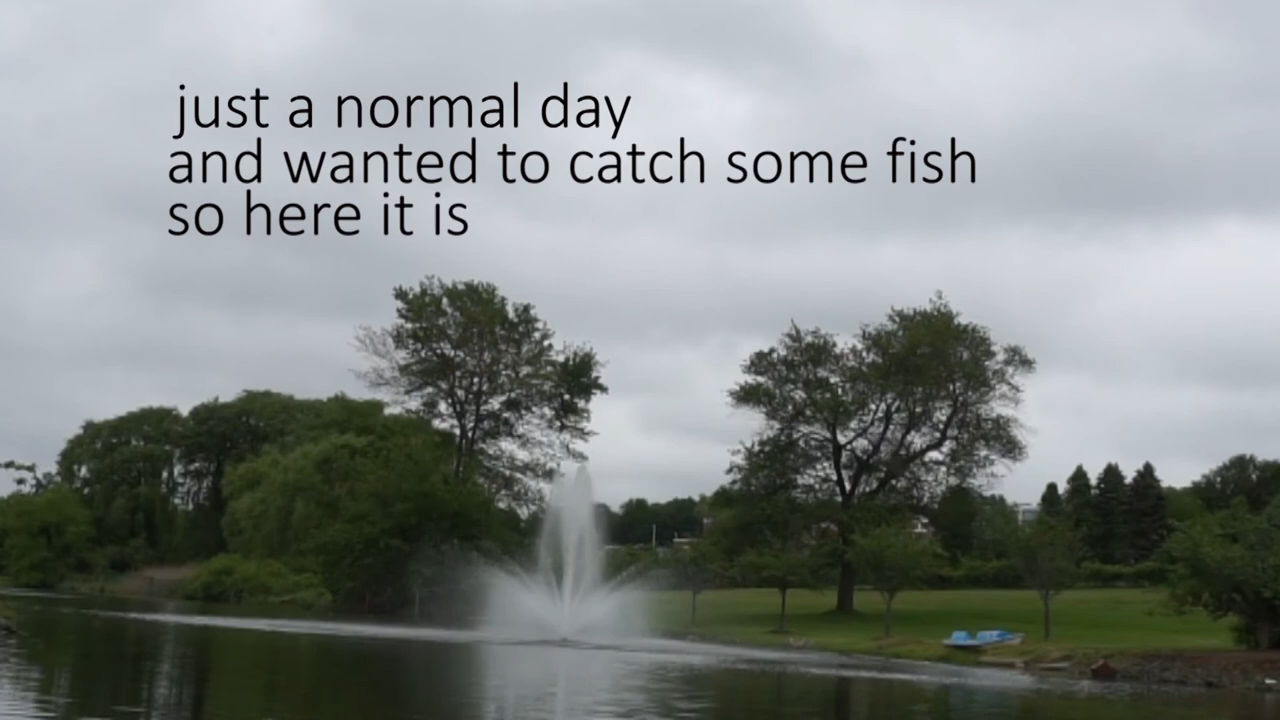 just a normal day
and wanted to catch some fish
so here it is